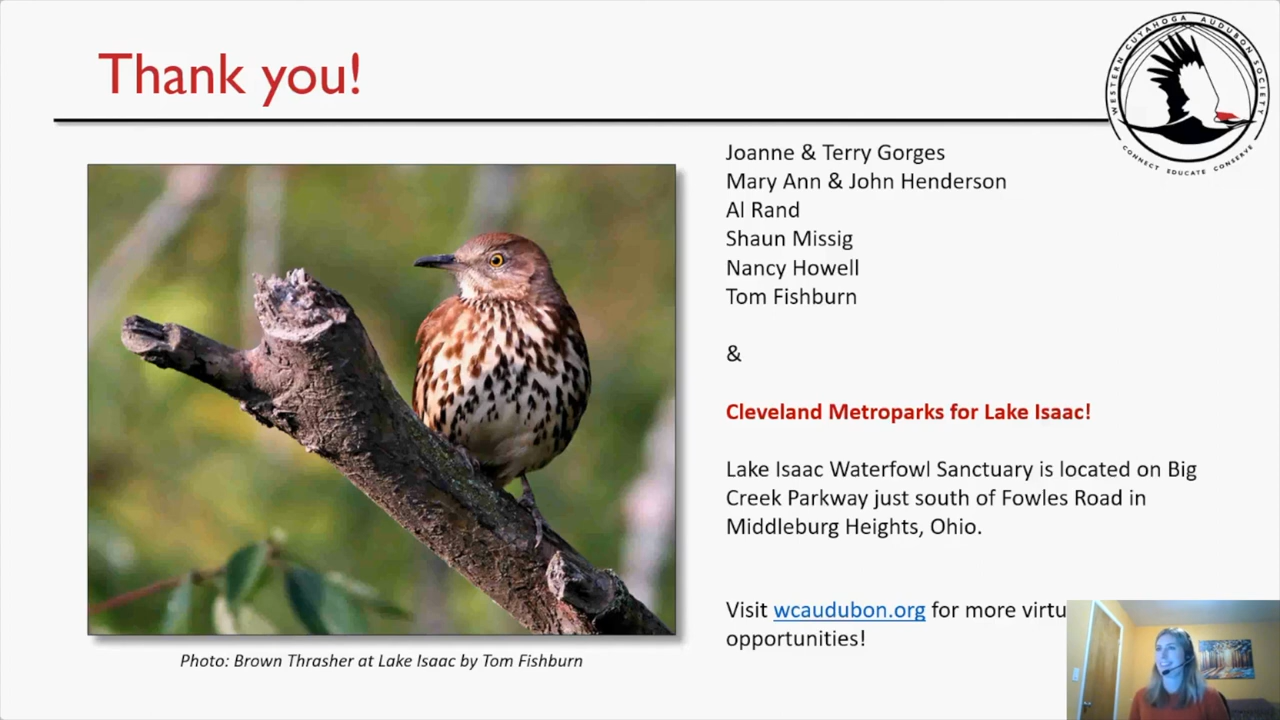 Thank you!
WESTERN CUYAHOGA AUDUBON SOCIETY
CONNECT EDUCATE CONSERVE
Joanne & Terry Gorges
Mary Ann & John Henderson
Al Rand
Shaun Missig
Nancy Howell
Tom Fishburn
&
Cleveland Metroparks for Lake Isaac!
Lake Isaac Waterfowl Sanctuary is located on Big
Creek Parkway just south of Fowles Road in
Middleburg Heights, Ohio.
Visit wcaudubon.org for more virtu
opportunities!
Photo: Brown Thrasher at Lake Isaac by Tom Fishburn